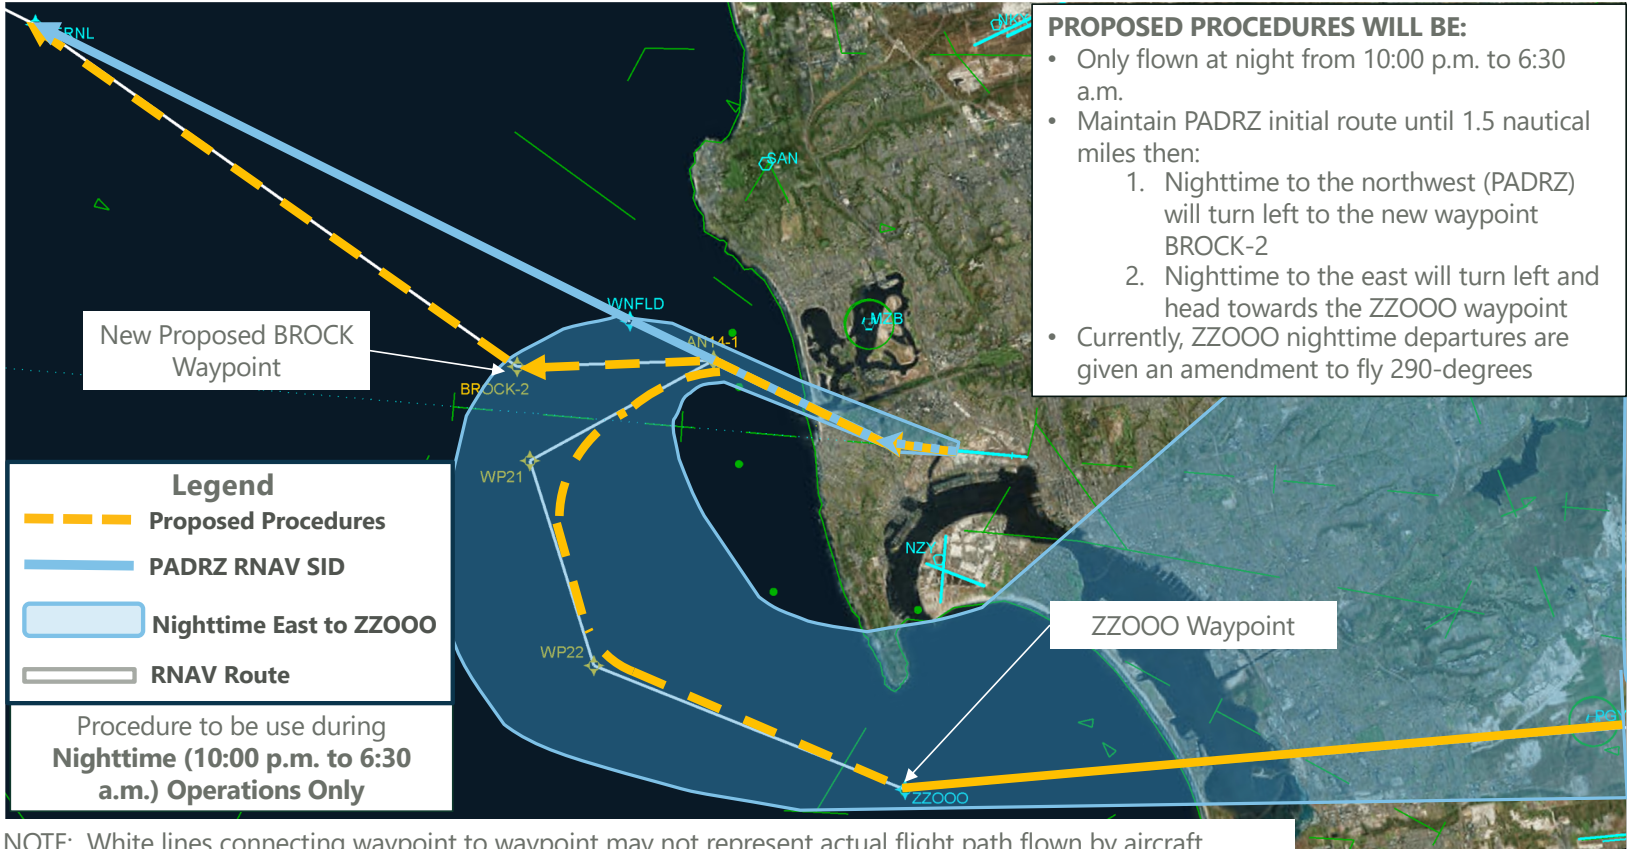 PROPOSED PROCEDURES WILL BE:
• Only flown at night from 10:00 p.m. to 6:30
a.m.
• Maintain PADRZ initial route until 1.5 nautical
miles then:
1. Nighttime to the northwest (PADRZ)
will turn left to the new waypoint
BROCK-2
2. Nighttime to the east will turn left and
head towards the ZZOOO waypoint
• Currently, ZZOOO nighttime departures are
given an amendment to fly 290-degrees
SAN
WNFLD
MZB
New Proposed BROCK
Waypoint
AN14-1
BROCK-2
WP21
NZY
WP22
ZZOOO Waypoint
ZZOOO
Legend
Proposed Procedures
PADRZ RNAV SID
Nighttime East to ZZOOO
RNAV Route
Procedure to be use during
Nighttime (10:00 p.m. to 6:30
a.m.) Operations Only
NOTE: White lines connecting waypoint to waypoint may not represent actual flight path flown by aircraft